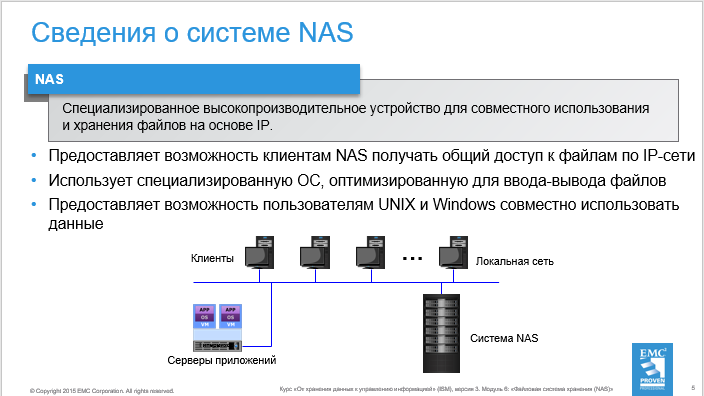 Сведения о системе NAS
NAS
Специализированное высокопроизводительное устройство для совместного использования
и хранения файлов на основе IP.
• Предоставляет возможность клиентам NAS получать общий доступ к файлам по IP-сети
• Использует специализированную ОС, оптимизированную для ввода-вывода файлов
• Предоставляет возможность пользователям UNIX и Windows совместно использовать
данные
Клиенты
...
Локальная сеть
APP APP
OS OS
VM VM
Серверы приложений
Система NAS
EMC²
PROVEN
© Copyright 2015 EMC Corporation. All rights reserved.
Курс «От хранения данных к управлению информацией» (ISM), версия 3. Модуль 6: «Файловая система хранения (NAS)»
5